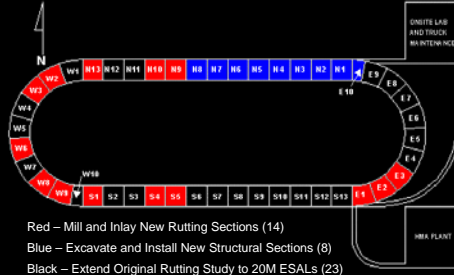 ONSITE LAB
AND TRUCK
MAINTENANCE
N
W1 N13 N12 N11 N10 N9 N8 N7 N6 N5 N4 N3 N2 N1
W2
W3
W4
W5
W6
W7
W8
W9
W10
E10
E9
E8
E7
E6
E5
E4
E3
E2
E1
S1 S2 S3 S4 S5 S6 S7 S8 S9 S10 S11 S12 S13
HMA PLANT
Red – Mill and Inlay New Rutting Sections (14)
Blue – Excavate and Install New Structural Sections (8)
Black – Extend Original Rutting Study to 20M ESALs (23)